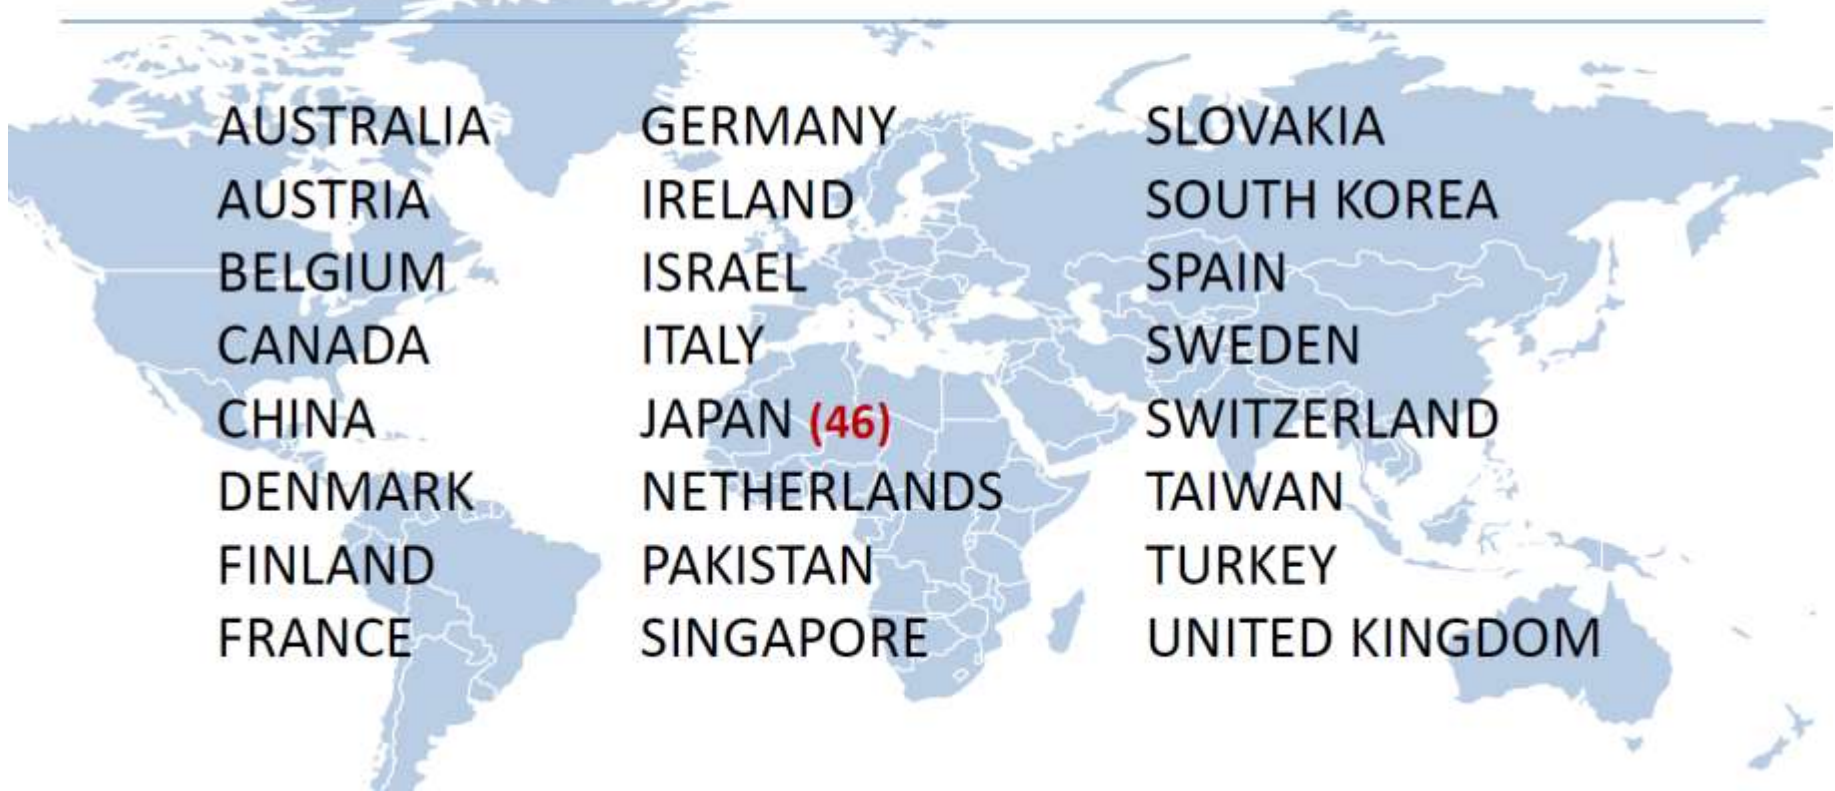 AUSTRALIA
AUSTRIA
BELGIUM
CANADA
CHINA
DENMARK
FINLAND
FRANCE
GERMANY
IRELAND
ISRAEL
ITALY
JAPAN (46)
NETHERLANDS
PAKISTAN
SINGAPORE
SLOVAKIA
SOUTH KOREA
SPAIN
SWEDEN
SWITZERLAND
TAIWAN
TURKEY
UNITED KINGDOM